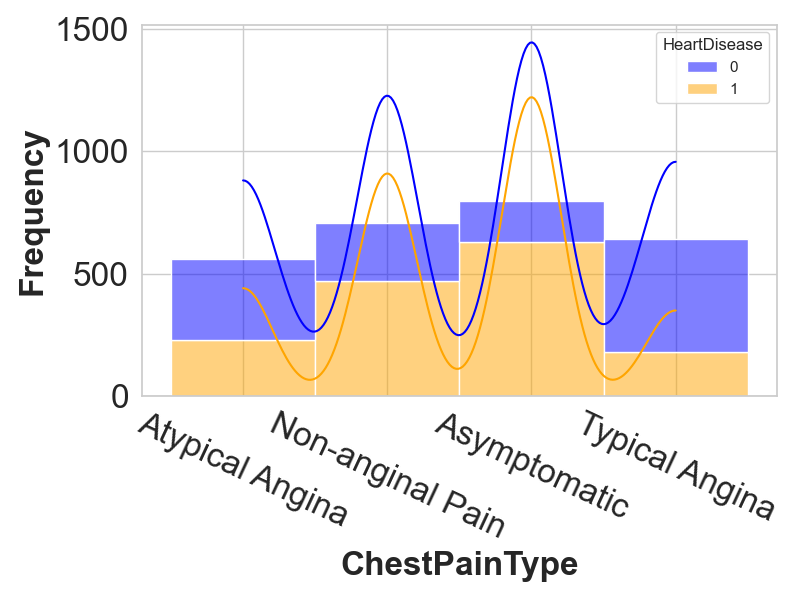 1500
1000
500
0
Frequency
HeartDisease
0
1
Atypical Angina
Non-anginal Pain
Asymptomatic
Typical Angina
ChestPainType